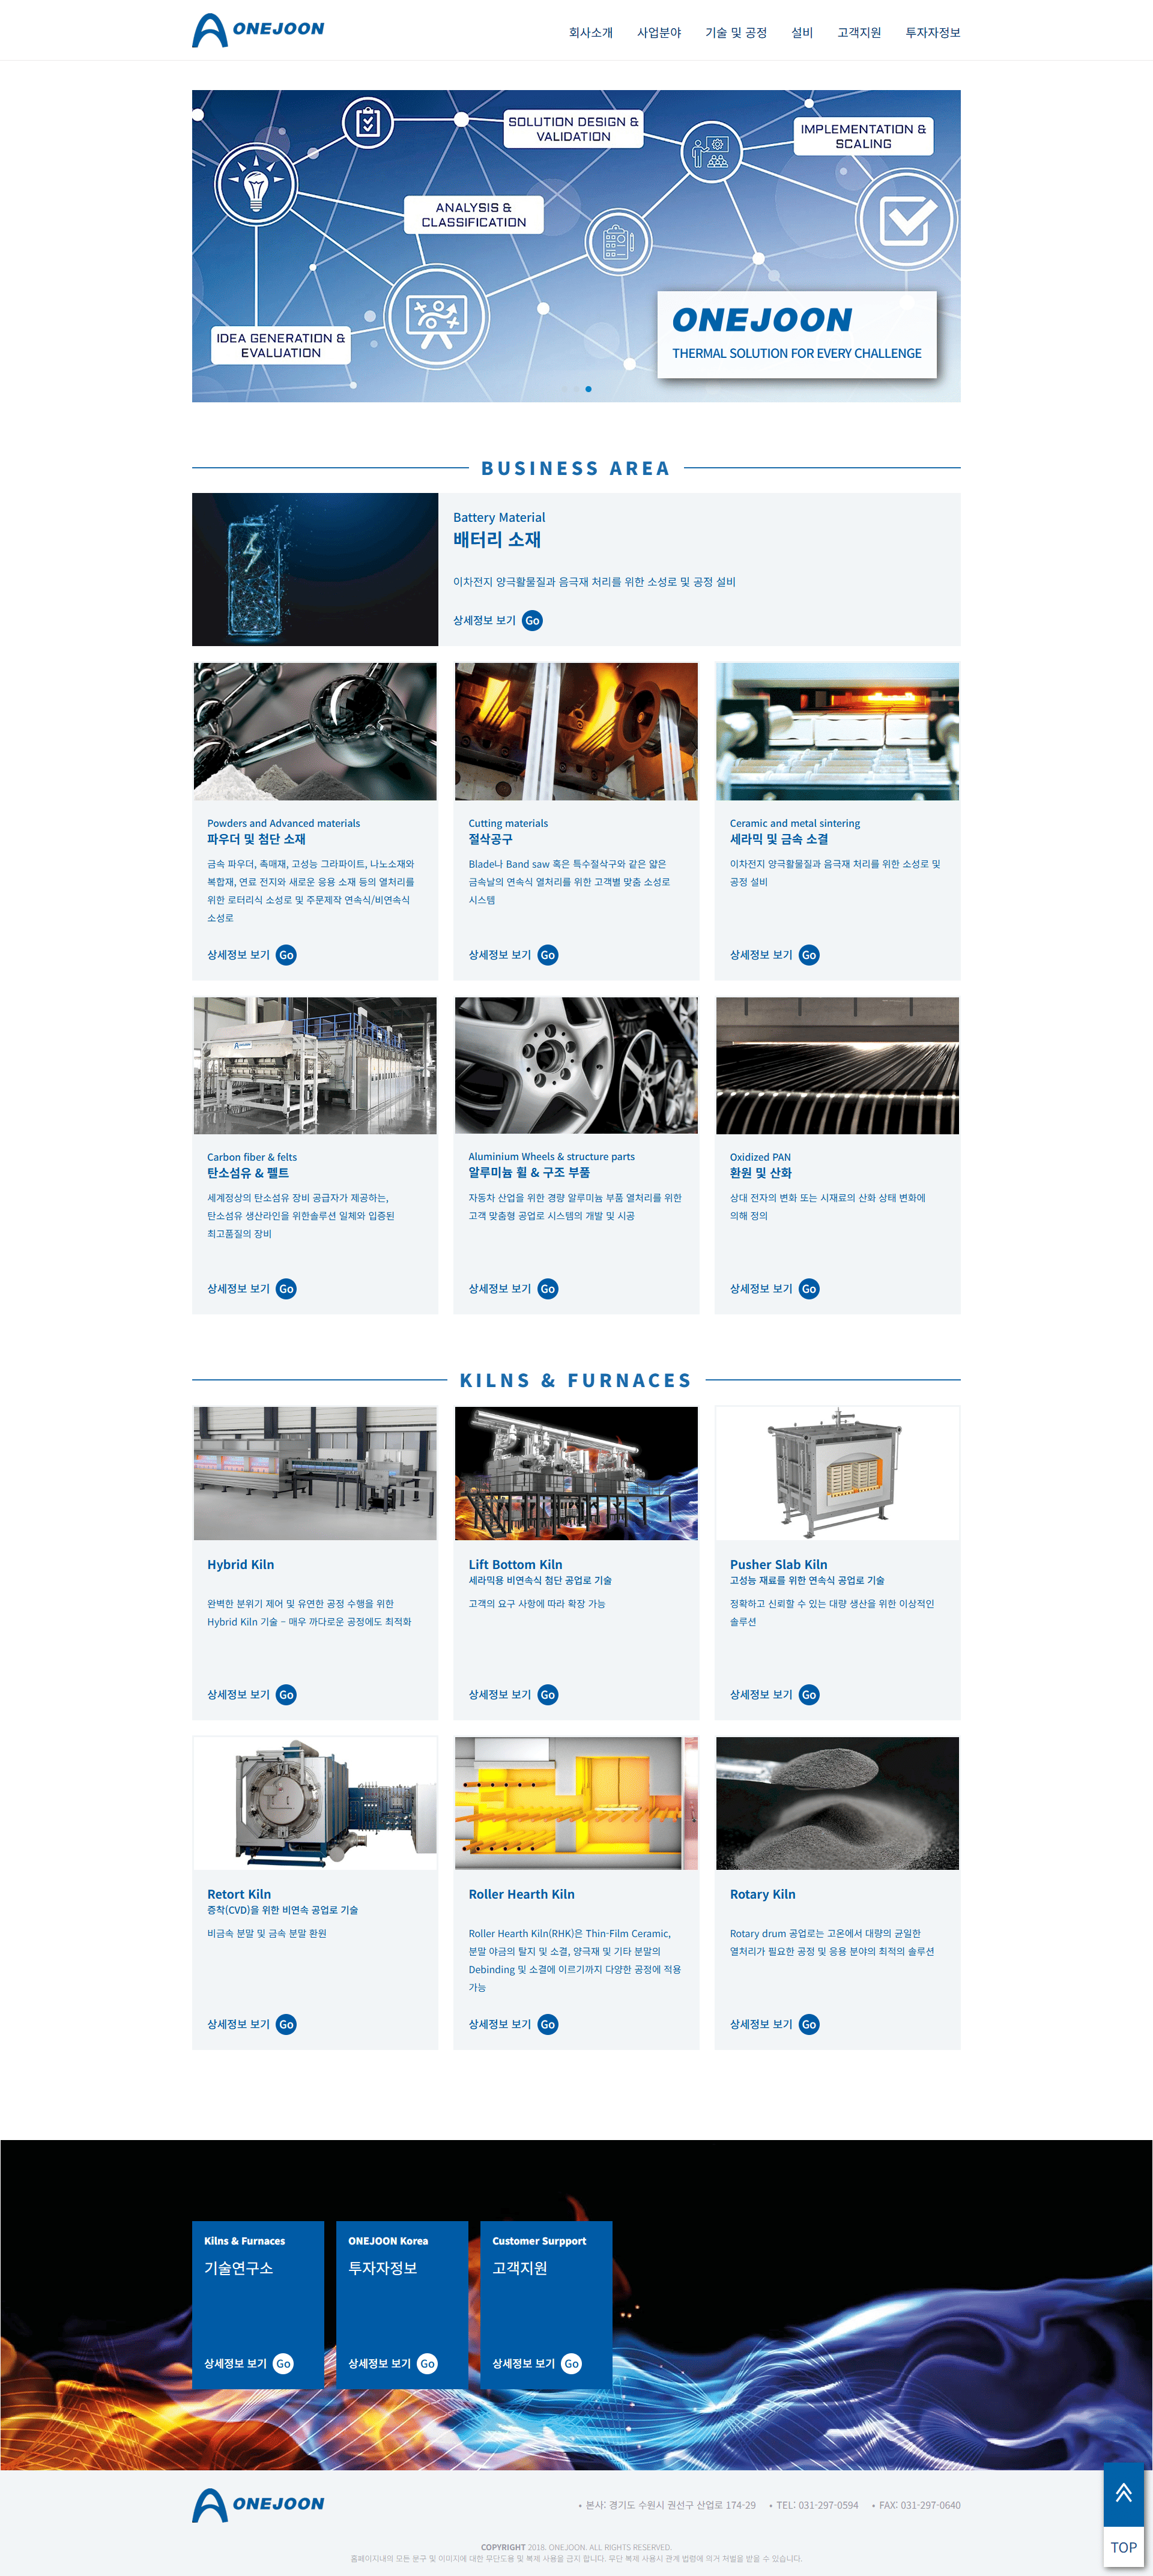 ONEJOON
회사소개 사업분야 기술 및 공정 설비 고객지원 투자자정보
SOLUTION DESIGN &
VALIDATION
IMPLEMENTATION &
SCALING
ANALYSIS &
CLASSIFICATION
IDEA GENERATION &
EVALUATION
ONEJOON
THERMAL SOLUTION FOR EVERY CHALLENGE
BUSINESS AREA
Battery Material
배터리 소재
이차전지 양극활물질과 음극재 처리를 위한 소성로 및 공정 설비
상세정보 보기 Go
Powders and Advanced materials
파우더 및 첨단 소재
금속 파우더, 촉매재, 고성능 그라파이트, 나노소재와
복합재, 연료 전지와 새로운 응용 소재 등의 열처리를
위한 로터리식 소성로 및 주문제작 연속식/비연속식
소성로
상세정보 보기 Go
Cutting materials
절삭공구
Blade나 Band saw 혹은 특수절삭구와 같은 얇은
금속날의 연속식 열처리를 위한 고객별 맞춤 소성로
시스템
상세정보 보기 Go
Ceramic and metal sintering
세라믹 및 금속 소결
이차전지 양극활물질과 음극재 처리를 위한 소성로 및
공정 설비
상세정보 보기 Go
ONEJOON
Carbon fiber & felts
탄소섬유 & 펠트
세계정상의 탄소섬유 장비 공급자가 제공하는,
탄소섬유 생산라인을 위한솔루션 일체와 입증된
최고품질의 장비
상세정보 보기 Go
Aluminium Wheels & structure parts
알루미늄 휠 & 구조 부품
자동차 산업을 위한 경량 알루미늄 부품 열처리를 위한
고객 맞춤형 공업로 시스템의 개발 및 시공
상세정보 보기 Go
Oxidized PAN
환원 및 산화
상대 전자의 변화 또는 시재료의 산화 상태 변화에
의해 정의
상세정보 보기 Go
KILNS & FURNACES
Hybrid Kiln
완벽한 분위기 제어 및 유연한 공정 수행을 위한
Hybrid Kiln 기술 – 매우 까다로운 공정에도 최적화
상세정보 보기 Go
Lift Bottom Kiln
세라믹용 비연속식 첨단 공업로 기술
고객의 요구 사항에 따라 확장 가능
상세정보 보기 Go
Pusher Slab Kiln
고성능 재료를 위한 연속식 공업로 기술
정확하고 신뢰할 수 있는 대량 생산을 위한 이상적인
솔루션
상세정보 보기 Go
Retort Kiln
증착(CVD)을 위한 비연속 공업로 기술
비금속 분말 및 금속 분말 환원
상세정보 보기 Go
Roller Hearth Kiln
Roller Hearth Kiln(RHK)은 Thin-Film Ceramic,
분말 야금의 탈지 및 소결, 양극재 및 기타 분말의
Debinding 및 소결에 이르기까지 다양한 공정에 적용
가능
상세정보 보기 Go
Rotary Kiln
Rotary drum 공업로는 고온에서 대량의 균일한
열처리가 필요한 공정 및 응용 분야의 최적의 솔루션
상세정보 보기 Go
Kilns & Furnaces
기술연구소
상세정보 보기 Go
ONEJOON Korea
투자자정보
상세정보 보기 Go
Customer Surpport
고객지원
상세정보 보기 Go
ONEJOON
• 본사: 경기도 수원시 권선구 산업로 174-29 • TEL: 031-297-0594 • FAX: 031-297-0640
TOP
COPYRIGHT 2018. ONEJOON. ALL RIGHTS RESERVED.
홈페이지내의 모든 문구 및 이미지에 대한 무단도용 및 복제 사용을 금지 합니다. 무단 복제 사용시 관계 법령에 의거 처벌을 받을 수 있습니다.